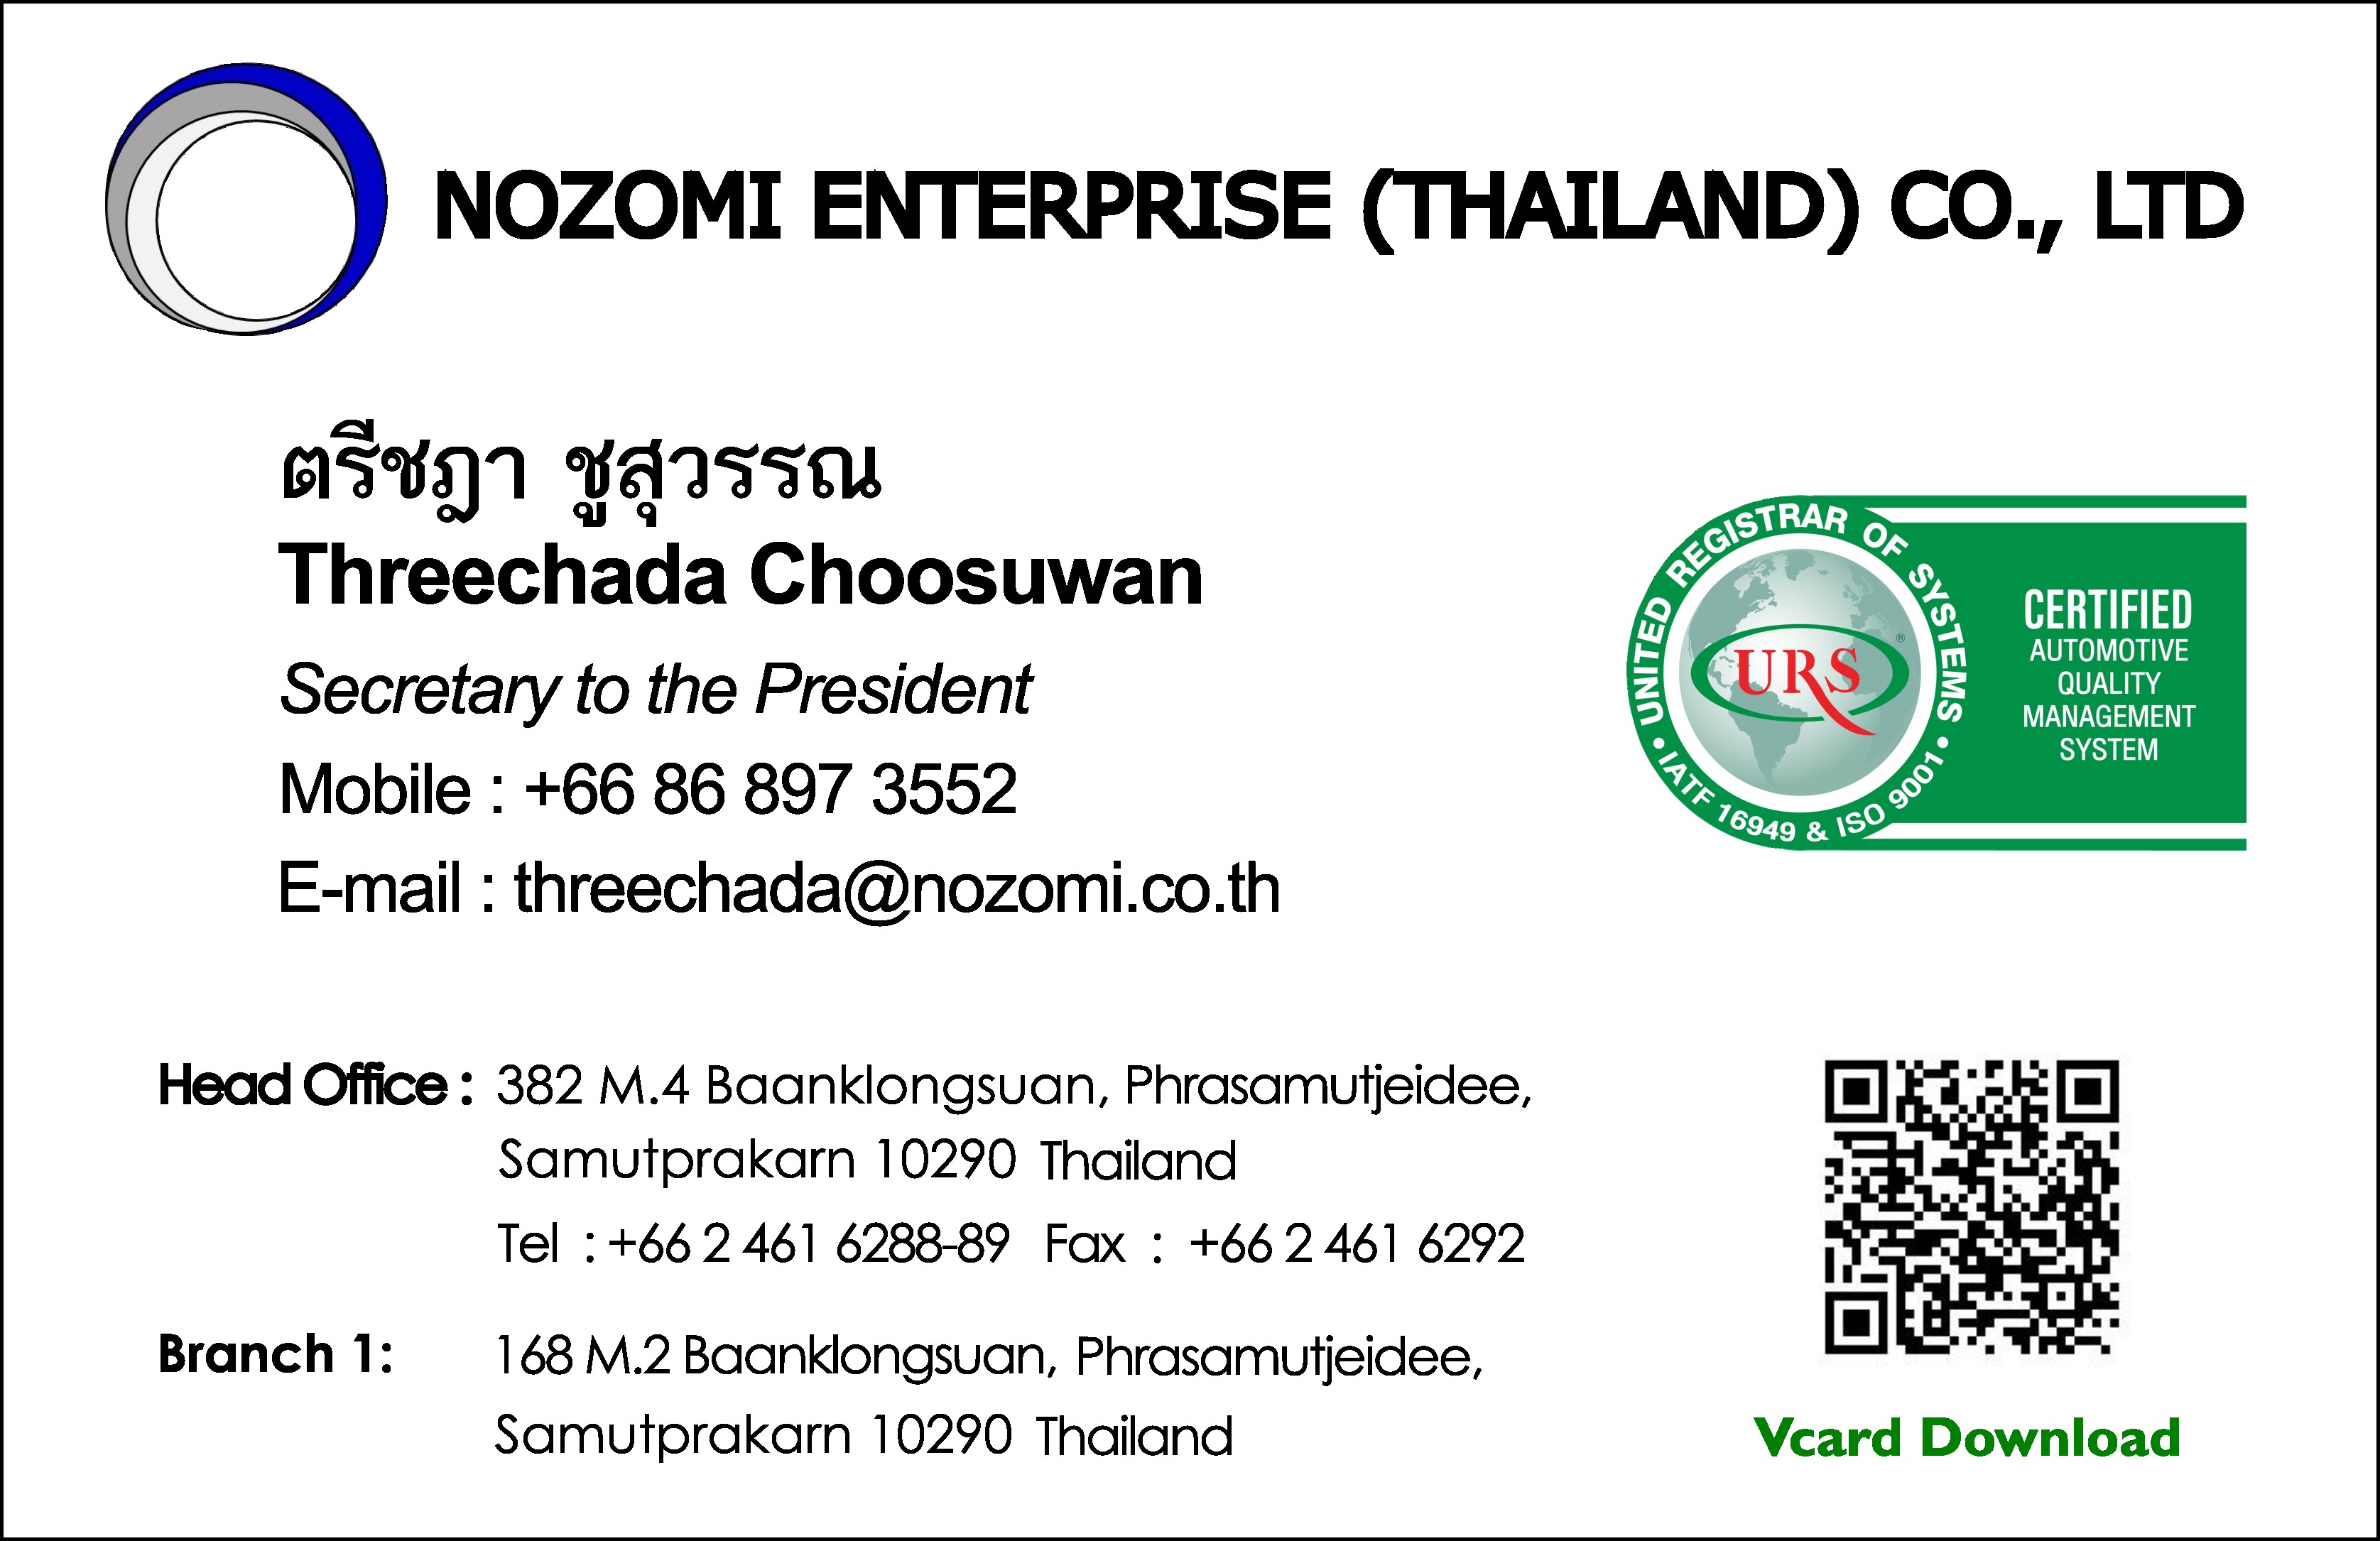 NOZOMI ENTERPRISE (THAILAND) CO., LTD
ตรีชฎา ชูสุวรรณ
Threechada Choosuwan
Secretary to the President
Mobile : +66 86 897 3552
E-mail : threechada@nozomi.co.th
UNITED REGISTRAR OF SYSTEMS
URS ®
• IATF 16949 & ISO 9001 •
CERTIFIED
AUTOMOTIVE
QUALITY
MANAGEMENT
SYSTEM
Head Office : 382 M.4 Baanklongsuan, Phrasamutjeidee,
Samutprakarn 10290 Thailand
Tel : +66 2 461 6288-89 Fax : +66 2 461 6292
Branch 1: 168 M.2 Baanklongsuan, Phrasamutjeidee,
Samutprakarn 10290 Thailand
Vcard Download